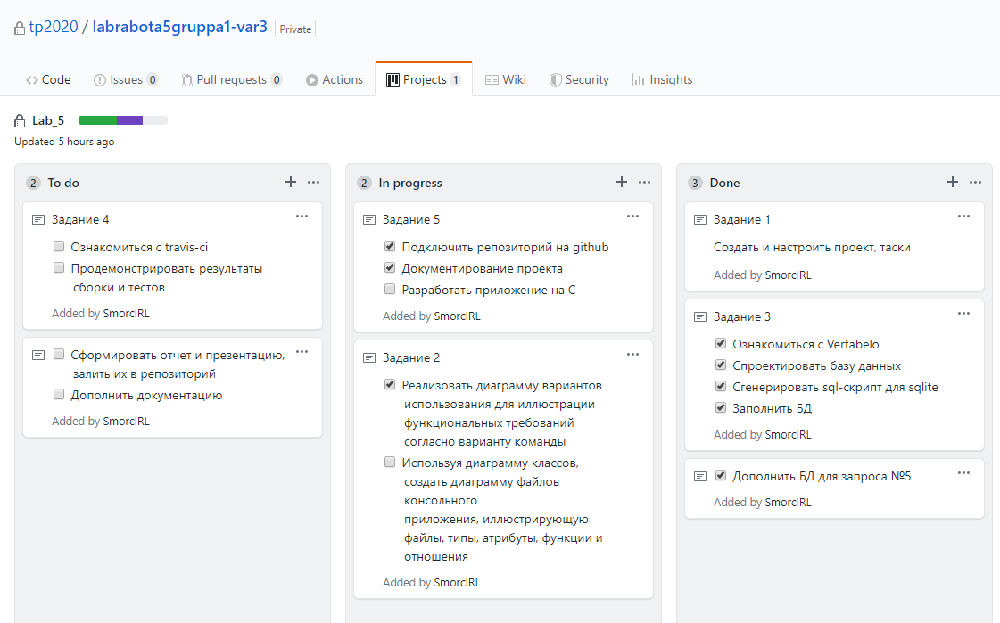 tp2020 / labrabota5gruppa1-var3 Private
Code Issues 0 Pull requests 0 Actions Projects 1 Wiki Security Insights
Lab_5
Updated 5 hours ago
2 To do
Задание 4
Ознакомиться с travis-ci
Продемонстрировать результаты
сборки и тестов
Added by SmorcIRL
Сформировать отчет и презентацию,
залить их в репозиторий
Дополнить документацию
Added by SmorcIRL
2 In progress
Задание 5
Подключить репозиторий на github
Документирование проекта
Разработать приложение на С
Added by SmorcIRL
Задание 2
Реализовать диаграмму вариантов
использования для иллюстрации
функциональных требований
согласно варианту команды
Используя диаграмму классов,
создать диаграмму файлов
консольного
приложения, иллюстрирующую
файлы, типы, атрибуты, функции и
отношения
Added by SmorcIRL
3 Done
Задание 1
Создать и настроить проект, таски
Added by SmorcIRL
Задание 3
Ознакомиться с Vertabelo
Спроектировать базу данных
Сгенерировать sql-скрипт для sqlite
Заполнить БД
Added by SmorcIRL
Дополнить БД для запроса №5
Added by SmorcIRL